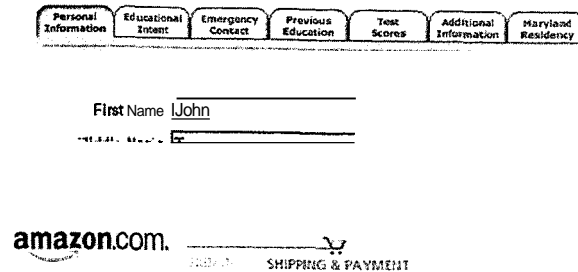 Personal Information Educational Intent Emergency Contact Previous Education Test Scores Additional Information Maryland Residency
First Name IJohn
amazon.com.
SHIPPING & PAYMENT